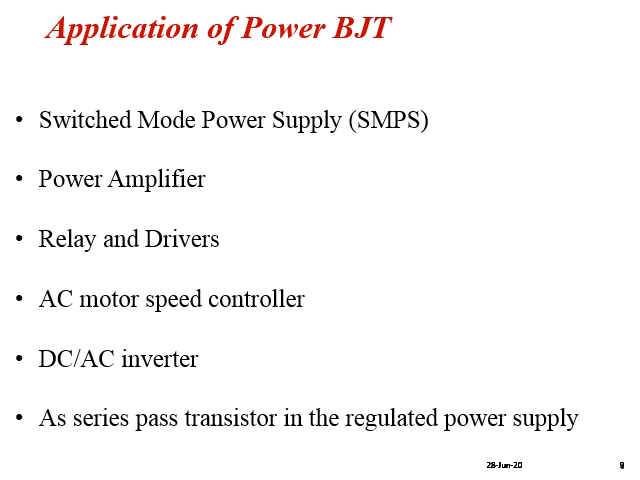 Application of Power BJT
• Switched Mode Power Supply (SMPS)
• Power Amplifier
• Relay and Drivers
• AC motor speed controller
• DC/AC inverter
• As series pass transistor in the regulated power supply
28-Jun-20